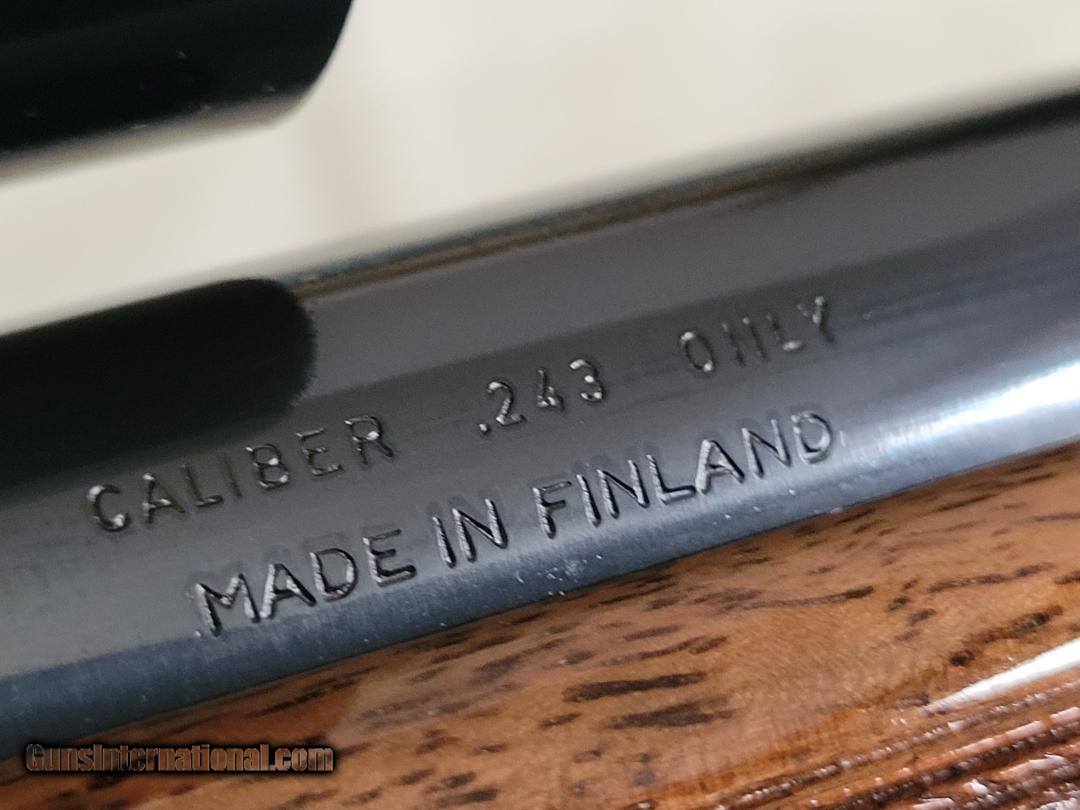 CALIBER .243 ONLY
MADE IN FINLAND
GunsInternational.com